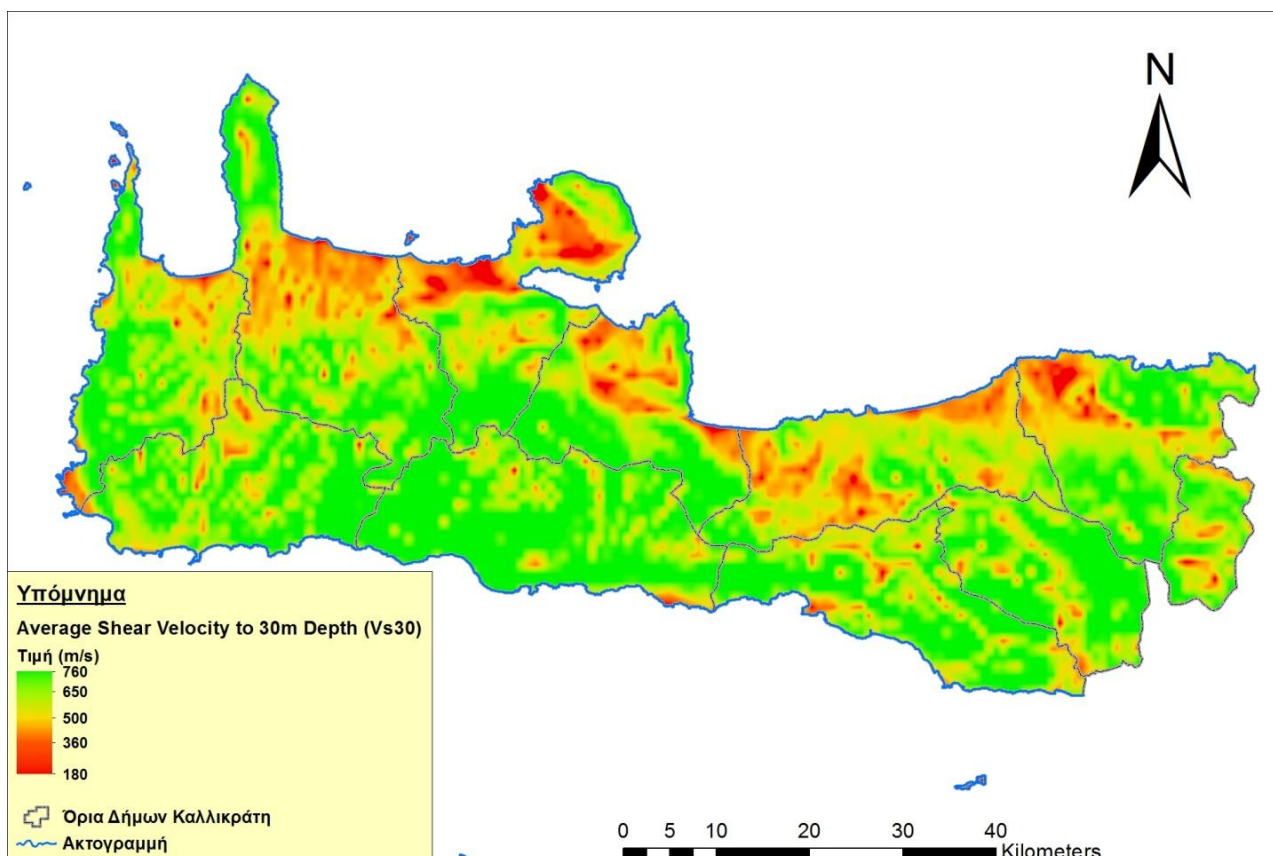 N
Υπόμνημα
Average Shear Velocity to 30m Depth (Vs30)
Τιμή (m/s)
760
650
500
360
180
Όρια Δήμων Καλλικράτη
Ακτογραμμή
0 5 10 20 30 40
Kilometers